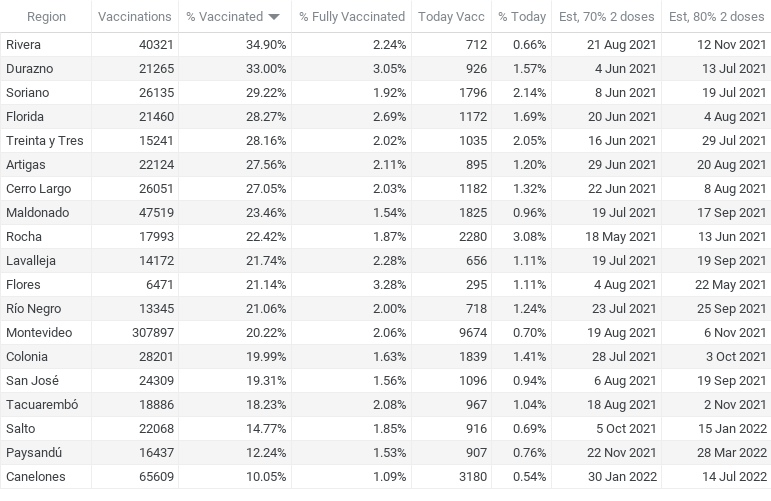 Region Vaccinations % Vaccinated % Fully Vaccinated Today Vacc % Today Est, 70% 2 doses Est, 80% 2 doses
Rivera 40321 34.90% 2.24% 712 0.66% 21 Aug 2021 12 Nov 2021
Durazno 21265 33.00% 3.05% 926 1.57% 4 Jun 2021 13 Jul 2021
Soriano 26135 29.22% 1.92% 1796 2.14% 8 Jun 2021 19 Jul 2021
Florida 21460 28.27% 2.69% 1172 1.69% 20 Jun 2021 4 Aug 2021
Treinta y Tres 15241 28.16% 2.02% 1035 2.05% 16 Jun 2021 29 Jul 2021
Artigas 22124 27.56% 2.11% 895 1.20% 29 Jun 2021 20 Aug 2021
Cerro Largo 26051 27.05% 2.03% 1182 1.32% 22 Jun 2021 8 Aug 2021
Maldonado 47519 23.46% 1.54% 1825 0.96% 19 Jul 2021 17 Sep 2021
Rocha 17993 22.42% 1.87% 2280 3.08% 18 May 2021 13 Jun 2021
Lavalleja 14172 21.74% 2.28% 656 1.11% 19 Jul 2021 19 Sep 2021
Flores 6471 21.14% 3.28% 295 1.11% 4 Aug 2021 22 May 2021
Río Negro 13345 21.06% 2.00% 718 1.24% 23 Jul 2021 25 Sep 2021
Montevideo 307897 20.22% 2.06% 9674 0.70% 19 Aug 2021 6 Nov 2021
Colonia 28201 19.99% 1.63% 1839 1.41% 28 Jul 2021 3 Oct 2021
San José 24309 19.31% 1.56% 1096 0.94% 6 Aug 2021 19 Sep 2021
Tacuarembó 18886 18.23% 2.08% 967 1.04% 18 Aug 2021 2 Nov 2021
Salto 22068 14.77% 1.85% 916 0.69% 5 Oct 2021 15 Jan 2022
Paysandú 16437 12.24% 1.53% 907 0.76% 22 Nov 2021 28 Mar 2022
Canelones 65609 10.05% 1.09% 3180 0.54% 30 Jan 2022 14 Jul 2022